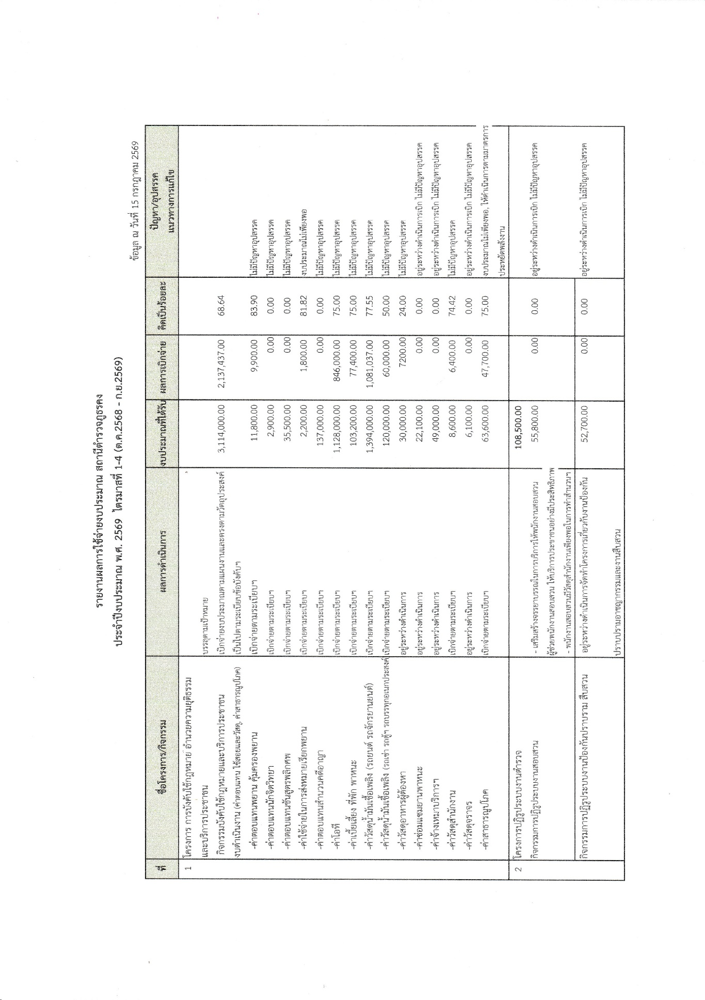 รายงานผลการใช้จ่ายงบประมาณ สถานีตำรวจภูธรคง
ประจำปีงบประมาณ พ.ศ. 2569 ไตรมาสที่ 1-4 (ต.ค.2568 - ก.ย.2569)
ข้อมูล ณ วันที่ 15 กรกฎาคม 2569
ที่ ชื่อโครงการ/กิจกรรม ผลการดำเนินการ งบประมาณที่ได้รับ ผลการเบิกจ่าย คิดเป็นร้อยละ ปัญหา/อุปสรรค
แนวทางการแก้ไข
1 โครงการ การบังคับใช้กฎหมาย อำนวยความยุติธรรม
และบริการประชาชน บรรลุตามเป้าหมาย
กิจกรรมบังคับใช้กฎหมายและบริการประชาชน เบิกจ่ายงบประมาณตามแผนงานและตรงตามวัตถุประสงค์ 3,114,000.00 2,137,437.00 68.64
งบดำเนินงาน (ค่าตอบแทน ใช้สอยและวัสดุ, ค่าสาธารณูปโภค) เป็นไปตามระเบียบข้อบังคับฯ
-ค่าตอบแทนพยาน คุ้มครองพยาน เบิกจ่ายตามระเบียบฯ 11,800.00 9,900.00 83.90 ไม่มีปัญหาอุปสรรค
-ค่าตอบแทนนักจิตวิทยา เบิกจ่ายตามระเบียบฯ 2,900.00 0.00 0.00 ไม่มีปัญหาอุปสรรค
-ค่าตอบแทนชันสูตรพลิกศพ เบิกจ่ายตามระเบียบฯ 35,500.00 0.00 0.00 ไม่มีปัญหาอุปสรรค
-ค่าใช้จ่ายในการส่งหมายเรียกพยาน เบิกจ่ายตามระเบียบฯ 2,200.00 1,800.00 81.82 งบประมาณไม่เพียงพอ
-ค่าตอบแทนสำนวนคดีอาญา เบิกจ่ายตามระเบียบฯ 137,000.00 0.00 0.00 ไม่มีปัญหาอุปสรรค
-ค่าโอที เบิกจ่ายตามระเบียบฯ 1,128,000.00 846,000.00 75.00 ไม่มีปัญหาอุปสรรค
-ค่าเบี้ยเลี้ยง ที่พัก พาหนะ เบิกจ่ายตามระเบียบฯ 103,200.00 77,400.00 75.00 ไม่มีปัญหาอุปสรรค
-ค่าวัสดุน้ำมันเชื้อเพลิง (รถยนต์ รถจักรยานยนต์) เบิกจ่ายตามระเบียบฯ 1,394,000.00 1,081,037.00 77.55 ไม่มีปัญหาอุปสรรค
-ค่าวัสดุน้ำมันเชื้อเพลิง (รถเช่า รถตู้ฯ รถบรรทุกอเนกประสงค์ เบิกจ่ายตามระเบียบฯ 120,000.00 60,000.00 50.00 ไม่มีปัญหาอุปสรรค
-ค่าวัสดุอาหารผู้ต้องหา อยู่ระหว่างดำเนินการ 30,000.00 7200.00 24.00 ไม่มีปัญหาอุปสรรค
-ค่าซ่อมแซมยานพาหนะ อยู่ระหว่างดำเนินการ 22,100.00 0.00 0.00 อยู่ระหว่างดำเนินการเบิก ไม่มีปัญหาอุปสรรค
-ค่าจ้างเหมาบริการฯ อยู่ระหว่างดำเนินการ 49,000.00 0.00 0.00 อยู่ระหว่างดำเนินการเบิก ไม่มีปัญหาอุปสรรค
-ค่าวัสดุสำนักงาน เบิกจ่ายตามระเบียบฯ 8,600.00 6,400.00 74.42 ไม่มีปัญหาอุปสรรค
-ค่าวัสดุจราจร อยู่ระหว่างดำเนินการ 6,100.00 0.00 0.00 อยู่ระหว่างดำเนินการเบิก ไม่มีปัญหาอุปสรรค
-ค่าสาธารณูปโภค เบิกจ่ายตามระเบียบฯ 63,600.00 47,700.00 75.00 งบประมาณไม่เพียงพอ, ให้ดำเนินการตามมาตรการ
ประหยัดพลังงาน
2 โครงการปฏิรูประบบงานตำรวจ 108,500.00
กิจกรรมการปฏิรูประบบงานสอบสวน - เสริมสร้างจรรยาบรรณในการบริการให้พนักงานสอบสวน 55,800.00 0.00 0.00 อยู่ระหว่างดำเนินการเบิก ไม่มีปัญหาอุปสรรค
ผู้ช่วยพนักงานสอบสวน ให้บริการประชาชนอย่างมีประสิทธิภาพ
- พนักงานสอบสวนมีวัสดุสำนักงานเพียงพอในการทำสำนวนฯ
กิจกรรมการปฏิรูประบบงานป้องกันปราบปราม สืบสวน อยู่ระหว่างดำเนินการจัดทำโครงการเกี่ยวกับงานป้องกัน 52,700.00 0.00 0.00 อยู่ระหว่างดำเนินการเบิก ไม่มีปัญหาอุปสรรค
ปราบปรามอาชญากรรมและงานสืบสวน